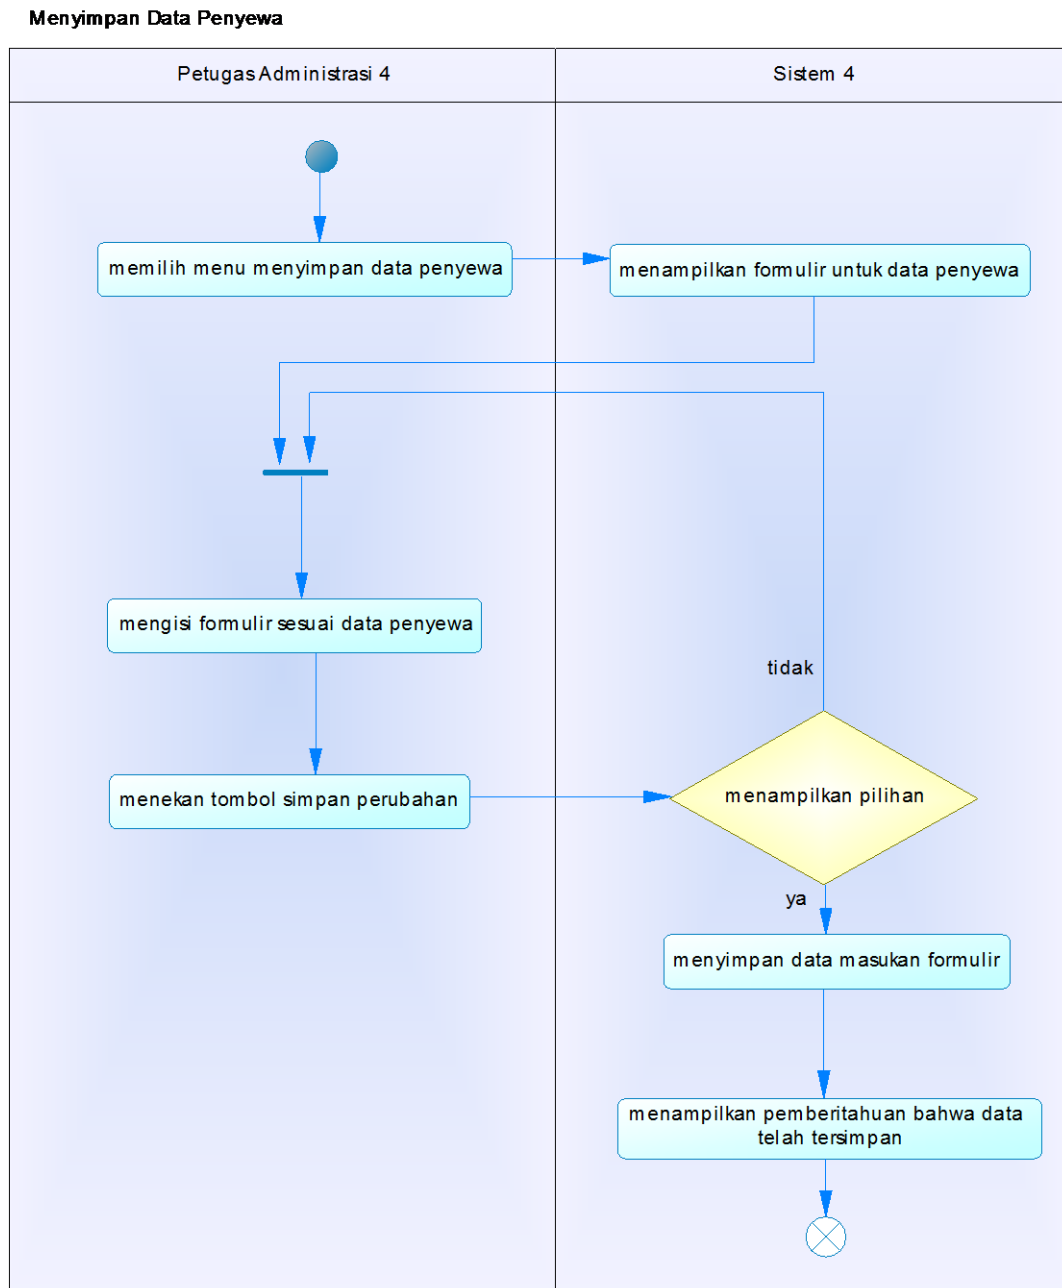 Menyimpan Data Penyewa
Petugas Administrasi 4
Sistem 4
memilih menu menyimpan data penyewa
menampilkan formulir untuk data penyewa
mengisi formulir sesuai data penyewa
tidak
menekan tombol simpan perubahan
menampilkan pilihan
ya
menyimpan data masukan formulir
menampilkan pemberitahuan bahwa data
telah tersimpan